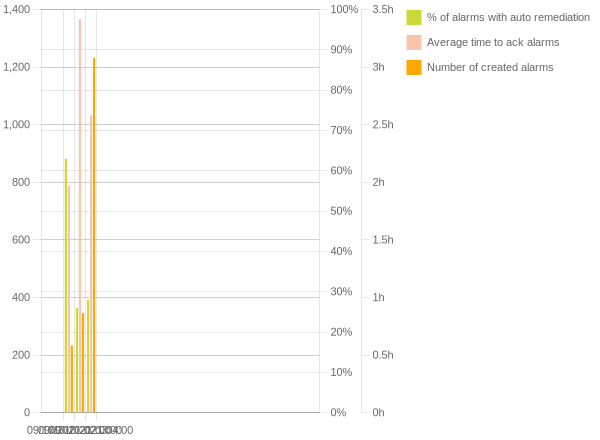 1,400
1,200
1,000
800
600
400
200
0
100%
90%
80%
70%
60%
50%
40%
30%
20%
10%
0%
3.5h
3h
2.5h
2h
1.5h
1h
0.5h
0h
% of alarms with auto remediation
Average time to ack alarms
Number of created alarms